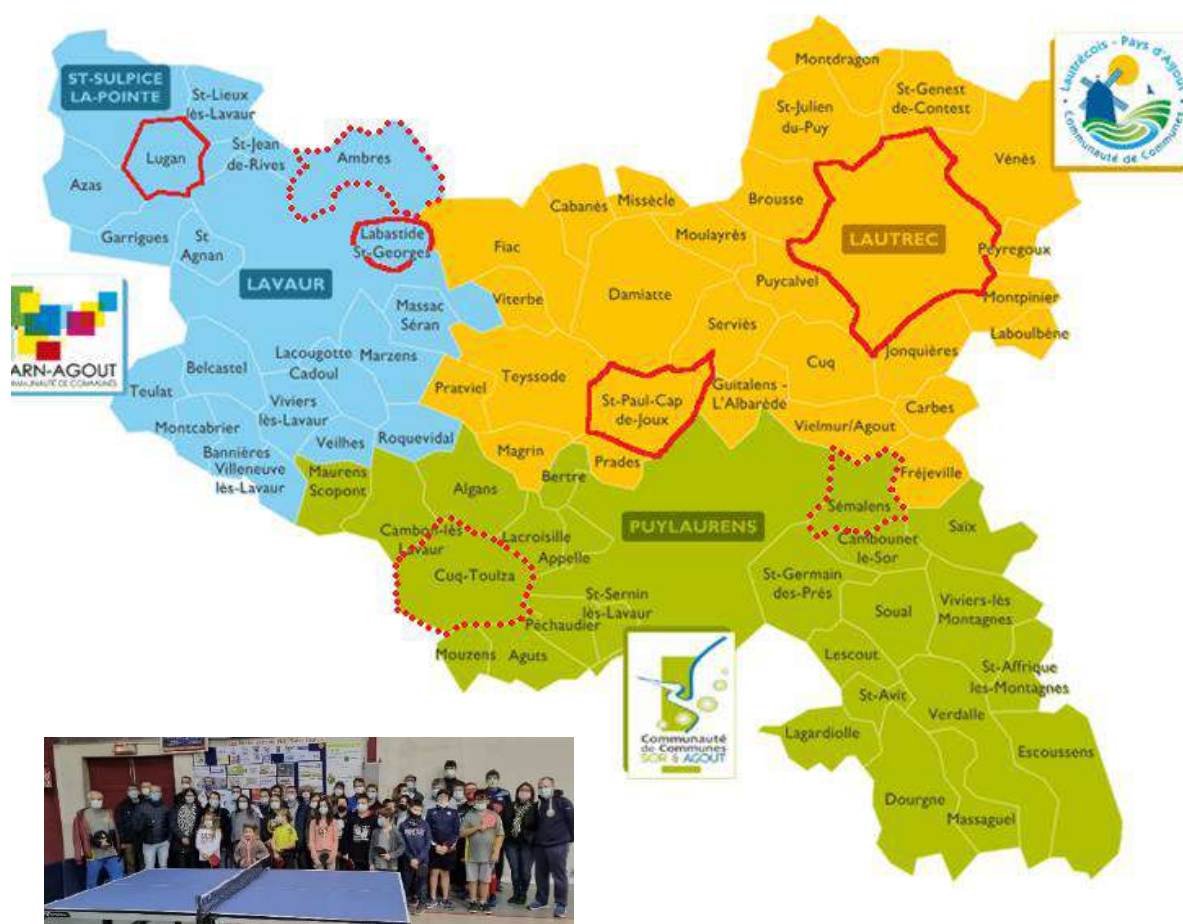 ST-SULPICE
LA-POINTE
St-Lieux
lès-Lavaur
Lugan
St-Jean
de-Rives
Ambres
Azas
Garrigues
St
Agnan
Labastide
St-Georges
LAVAUR
Massac
Séran
Belcastel
Lacougotte
Cadoul
Marzens
Teulat
Viviers
lès-Lavaur
Montcabrier
Bannières
Veilhes
Roquevidal
Villeneuve
lès-Lavaur
ARN-AGOUT
Montdragon
St-Genest
de-Contest
St-Julien
du-Puy
Vénès
Lautrécois - Pays d'Agout
Communauté de Communes
Brousse
Cabanès
Missècle
Moulayrès
LAUTREC
Fiac
Peyregoux
Puycalvel
Damiatte
Viterbe
Montpinier
Serviès
Laboulbène
Jonquières
Cuq
Teyssode
Pratviel
St-Paul-Cap
de-Joux
Guitalens -
L'Albarède
Carbes
Vielmur/Agout
Magrin
Prades
Fréjeville
Maurens
Scopont
Bertre
Algans
Sémalens
PUYLAURENS
Cambon-lès
Lavaur
Lacroisille
Appelle
Cambounet
le-Sor
Saïx
Cuq-Toulza
St-Germain
des-Prés
St-Sernin
lès-Lavaur
Soual
Viviers-lès
Montagnes
Péchaudier
Mouzens
Aguts
Lescout
St-Affrique
les-Montagnes
St-Avit
Verdalle
Lagardiolle
Escoussens
Dourgne
Massaguel
Communauté
de Communes
SOR & AGOUT